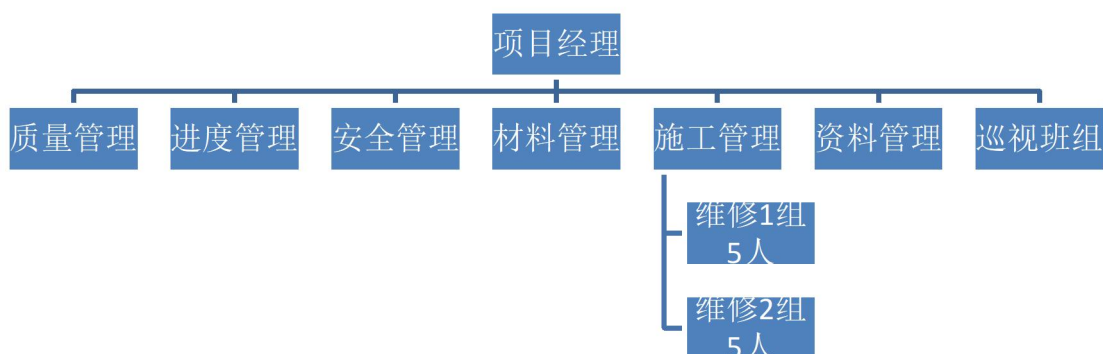 项目经理
质量管理
进度管理
安全管理
材料管理
施工管理
资料管理
巡视班组
维修1组
5人
维修2组
5人